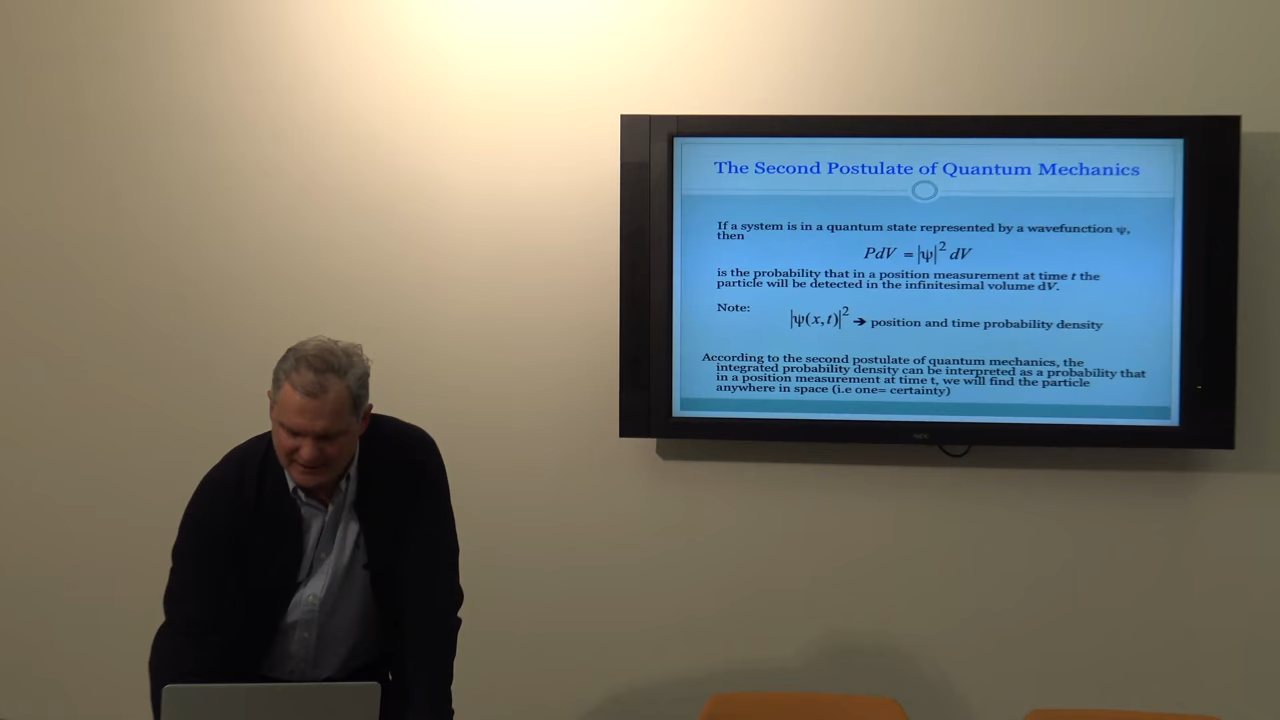 The Second Postulate of Quantum Mechanics
If a system is in a quantum state represented by a wavefunction ψ,
then
PdV = |ψ|² dV
is the probability that in a position measurement at time t the
particle will be detected in the infinitesimal volume dV.
Note:
|ψ(x,t)|² ➔ position and time probability density
According to the second postulate of quantum mechanics, the
integrated probability density can be interpreted as a probability that
in a position measurement at time t, we will find the particle
anywhere in space (i.e one= certainty)
NEC